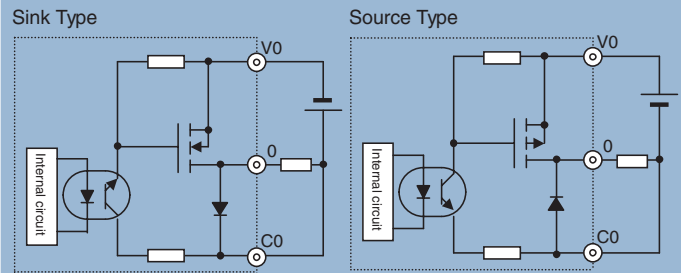 Sink Type
V0
Internal circuit
0
C0
Source Type
V0
Internal circuit
0
C0